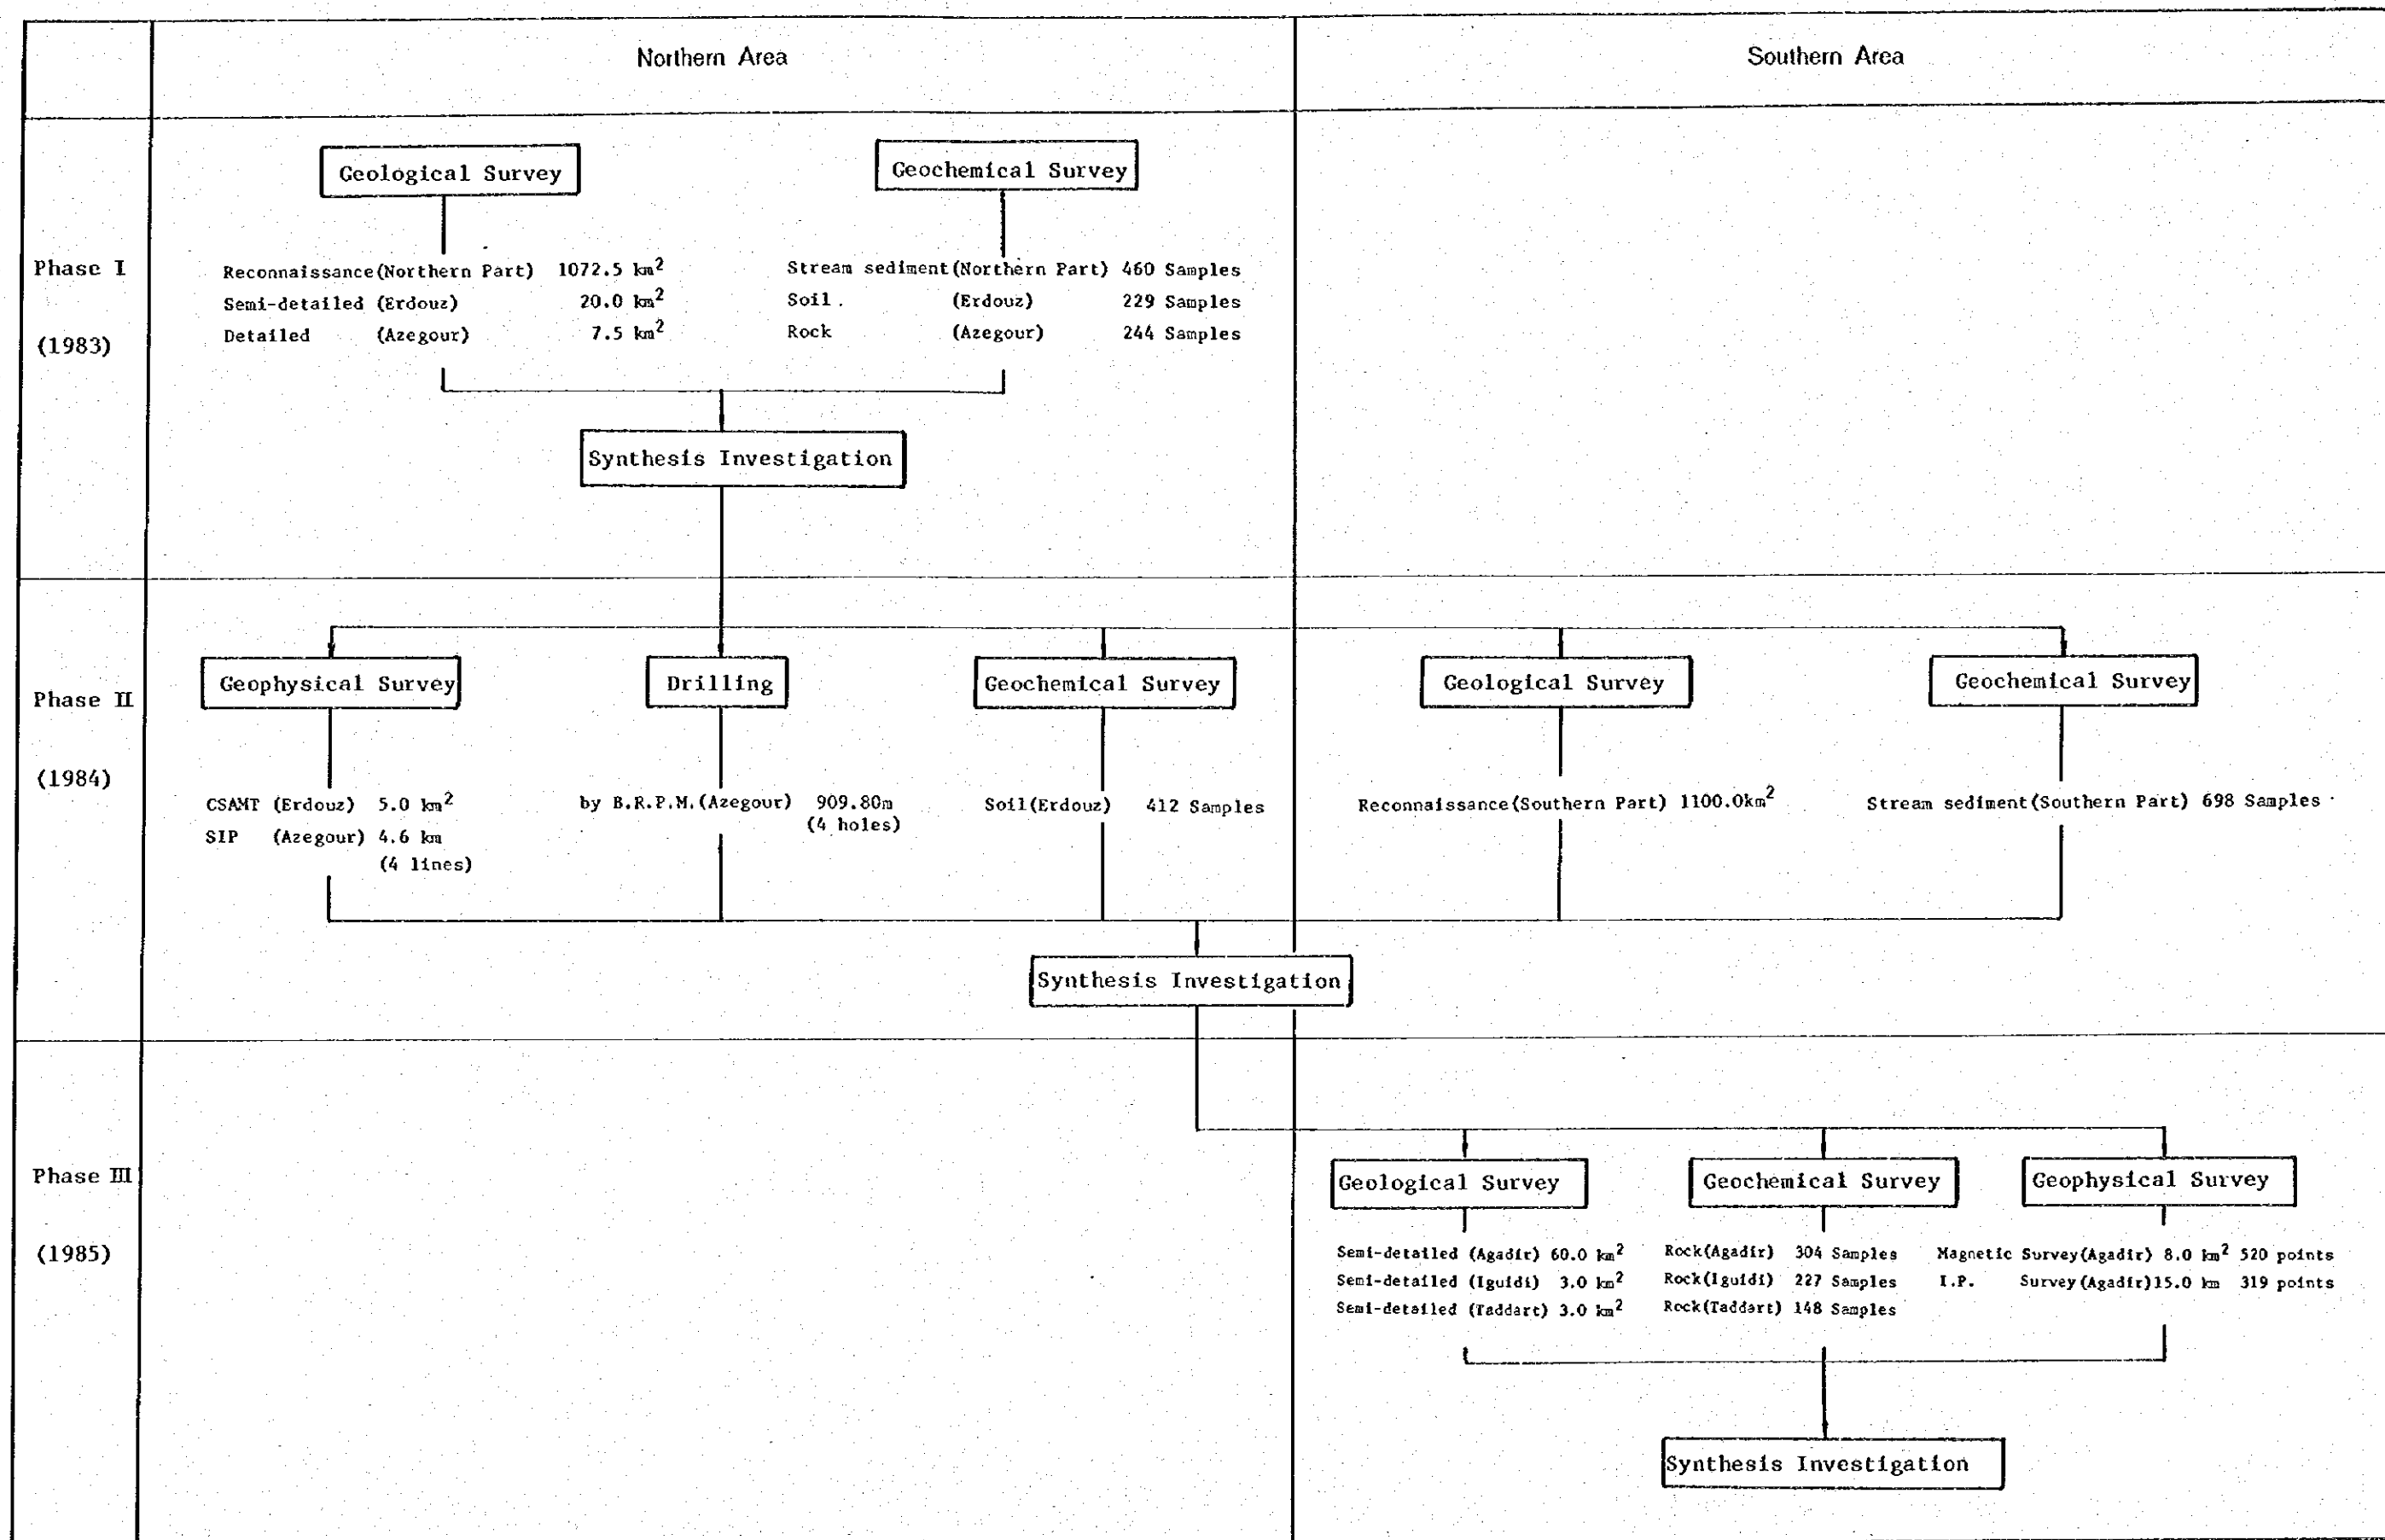 Northern Area
Southern Area
Phase I
(1983)
Geological Survey
Geochemical Survey
Reconnaissance(Northern Part) 1072.5 km²
Semi-detailed (Erdouz) 20.0 km²
Detailed (Azegour) 7.5 km²
Stream sediment(Northern Part) 460 Samples
Soil (Erdouz) 229 Samples
Rock (Azegour) 244 Samples
Synthesis Investigation
Phase II
(1984)
Geophysical Survey
Drilling
Geochemical Survey
Geological Survey
Geochemical Survey
CSAMT (Erdouz) 5.0 km²
SIP (Azegour) 4.6 km
(4 lines)
by B.R.P.M.(Azegour) 909.80m
(4 holes)
Soil(Erdouz) 412 Samples
Reconnaissance(Southern Part) 1100.0km²
Stream sediment(Southern Part) 698 Samples
Synthesis Investigation
Phase III
(1985)
Geological Survey
Geochemical Survey
Geophysical Survey
Semi-detailed (Agadir) 60.0 km²
Semi-detailed (Iguidi) 3.0 km²
Semi-detailed (Taddart) 3.0 km²
Rock(Agadir) 304 Samples
Rock(Iguidi) 227 Samples
Rock(Taddart) 148 Samples
Magnetic Survey(Agadir) 8.0 km² 520 points
I.P. Survey(Agadir)15.0 km 319 points
Synthesis Investigation